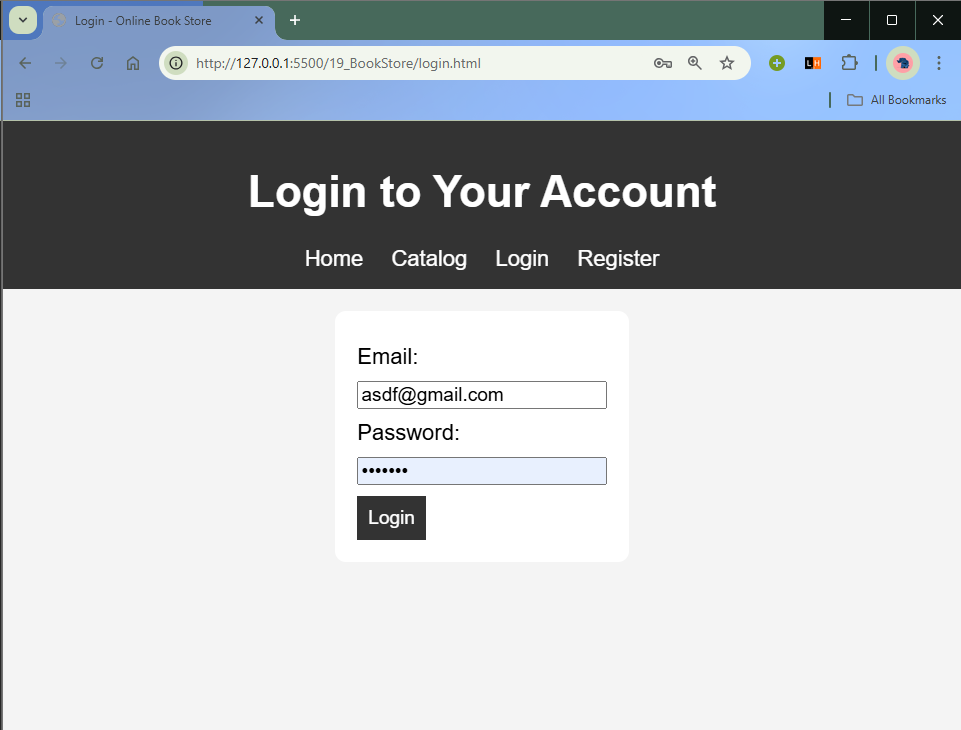 Login - Online Book Store
http://127.0.0.1:5500/19_BookStore/login.html
LH
All Bookmarks
Login to Your Account
Home Catalog Login Register
Email:
asdf@gmail.com
Password:
•••••••
Login